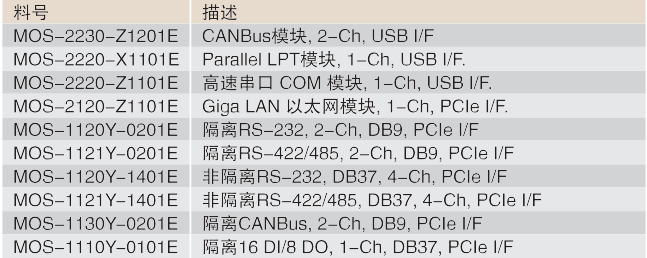 料号 描述
MOS-2230-Z1201E CANBus模块, 2-Ch, USB I/F
MOS-2220-X1101E Parallel LPT模块, 1-Ch, USB I/F.
MOS-2220-Z1101E 高速串口 COM 模块, 1-Ch, USB I/F.
MOS-2120-Z1101E Giga LAN 以太网模块, 1-Ch, PCIe I/F.
MOS-1120Y-0201E 隔离RS-232, 2-Ch, DB9, PCIe I/F
MOS-1121Y-0201E 隔离RS-422/485, 2-Ch, DB9, PCIe I/F
MOS-1120Y-1401E 非隔离RS-232, DB37, 4-Ch, PCIe I/F
MOS-1121Y-1401E 非隔离RS-422/485, DB37, 4-Ch, PCIe I/F
MOS-1130Y-0201E 隔离CANBus, 2-Ch, DB9, PCIe I/F
MOS-1110Y-0101E 隔离16 DI/8 DO, 1-Ch, DB37, PCIe I/F